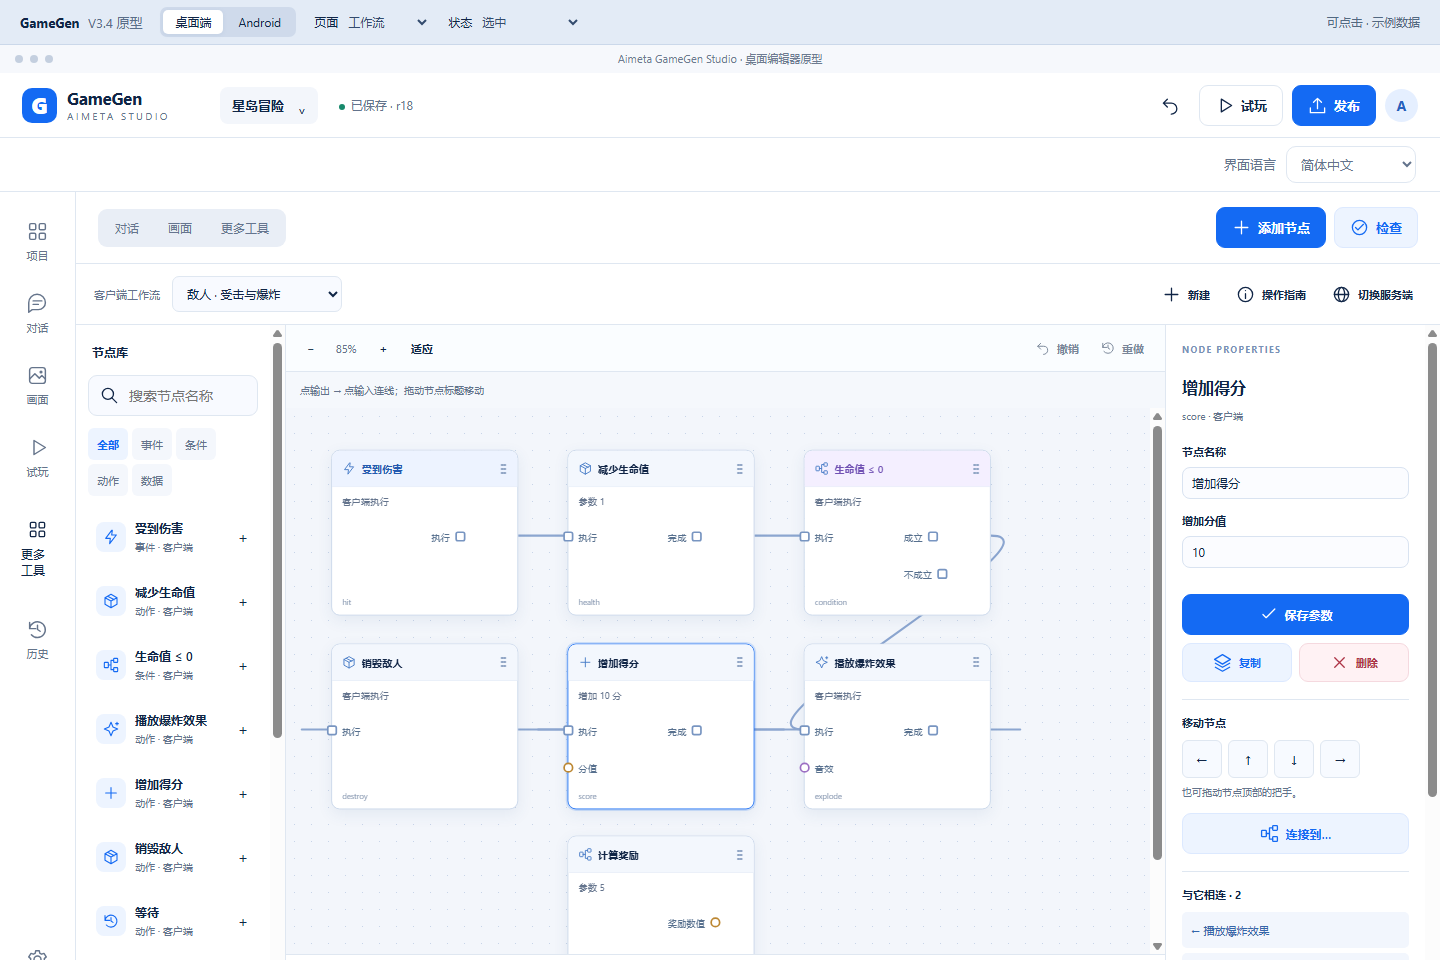 GameGen V3.4 原型 桌面端 Android 页面 工作流 状态 选中 可点击 · 示例数据
Aimeta GameGen Studio · 桌面编辑器原型
G GameGen
AIMETA STUDIO
星岛冒险 已保存 · r18 试玩 发布 A
界面语言 简体中文
对话 画面 更多工具 + 添加节点 检查
客户端工作流 敌人 · 受击与爆炸 + 新建 操作指南 切换服务端
项目
对话
画面
试玩
更多
工具
历史
节点库
搜索节点名称
全部 事件 条件
动作 数据
受到伤害 +
事件 · 客户端
减少生命值 +
动作 · 客户端
生命值 ≤ 0 +
条件 · 客户端
播放爆炸效果 +
动作 · 客户端
增加得分 +
动作 · 客户端
销毁敌人 +
动作 · 客户端
等待 +
动作 · 客户端
− 85% + 适应 撤销 重做
点输出 → 点输入连线；拖动节点标题移动
受到伤害
客户端执行
执行
hit
减少生命值
参数 1
执行 完成
health
生命值 ≤ 0
客户端执行
执行 成立
不成立
condition
销毁敌人
客户端执行
执行
destroy
增加得分
增加 10 分
执行 完成
分值
score
播放爆炸效果
客户端执行
执行 完成
音效
explode
计算奖励
参数 5
奖励数值
NODE PROPERTIES
增加得分
score · 客户端
节点名称
增加得分
增加分值
10
保存参数
复制 删除
移动节点
← ↑ ↓ →
也可拖动节点顶部的把手。
连接到...
与它相连 · 2
← 播放爆炸效果